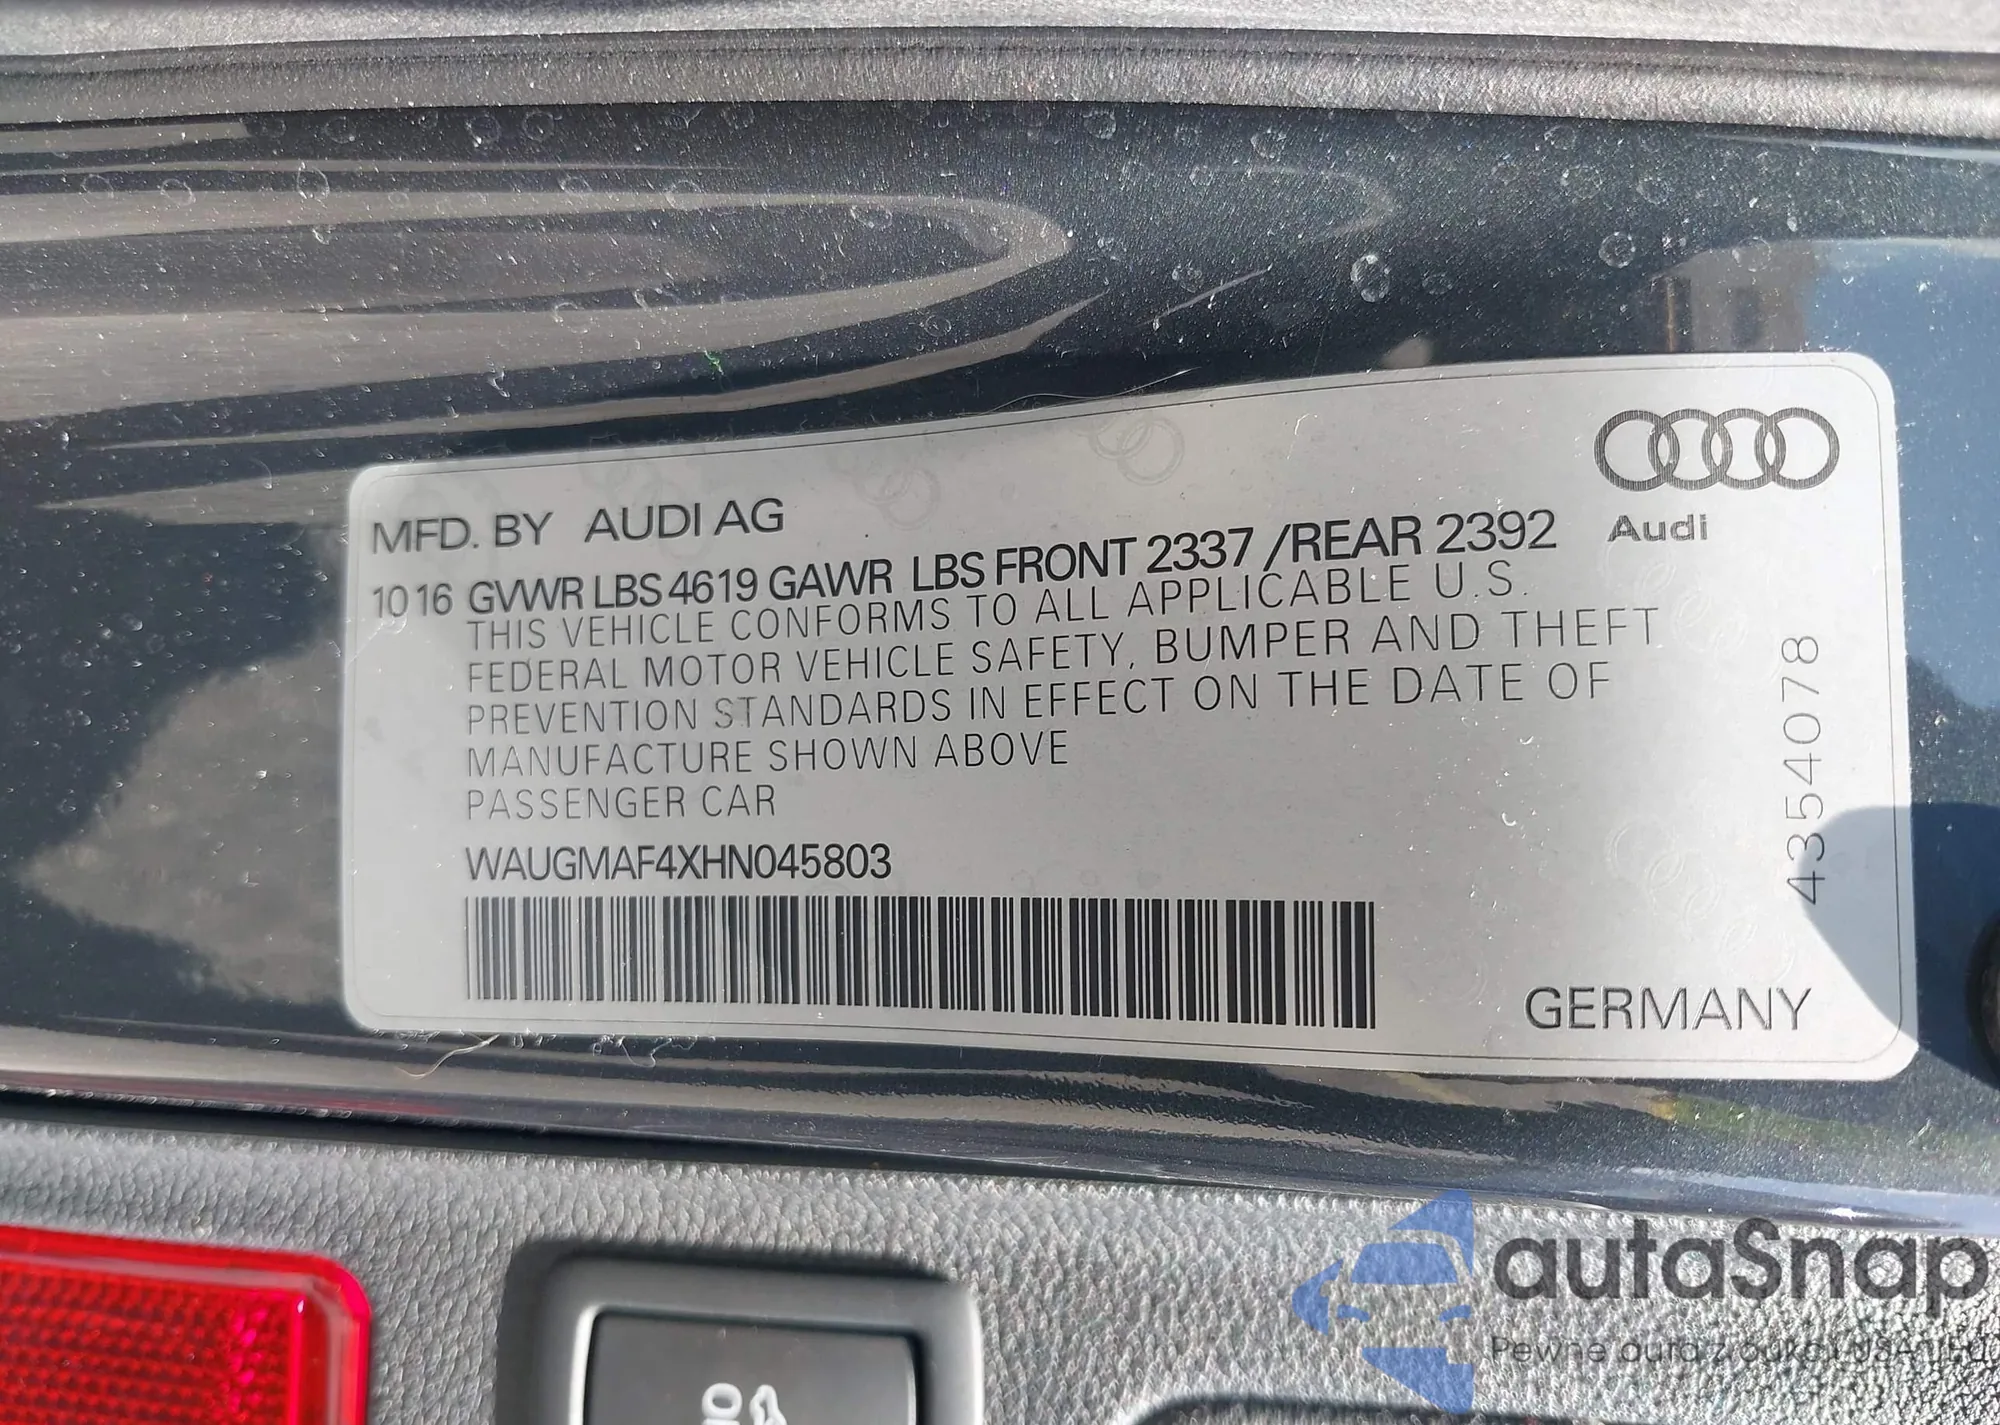 MFD. BY AUDI AG
10 16 GVWR LBS 4619 GAWR LBS FRONT 2337 /REAR 2392
THIS VEHICLE CONFORMS TO ALL APPLICABLE U.S.
FEDERAL MOTOR VEHICLE SAFETY, BUMPER AND THEFT
PREVENTION STANDARDS IN EFFECT ON THE DATE OF
MANUFACTURE SHOWN ABOVE
PASSENGER CAR
WAUGMAF4XHN045803
Audi
4354078
GERMANY
autaSnap
Pewne auta z